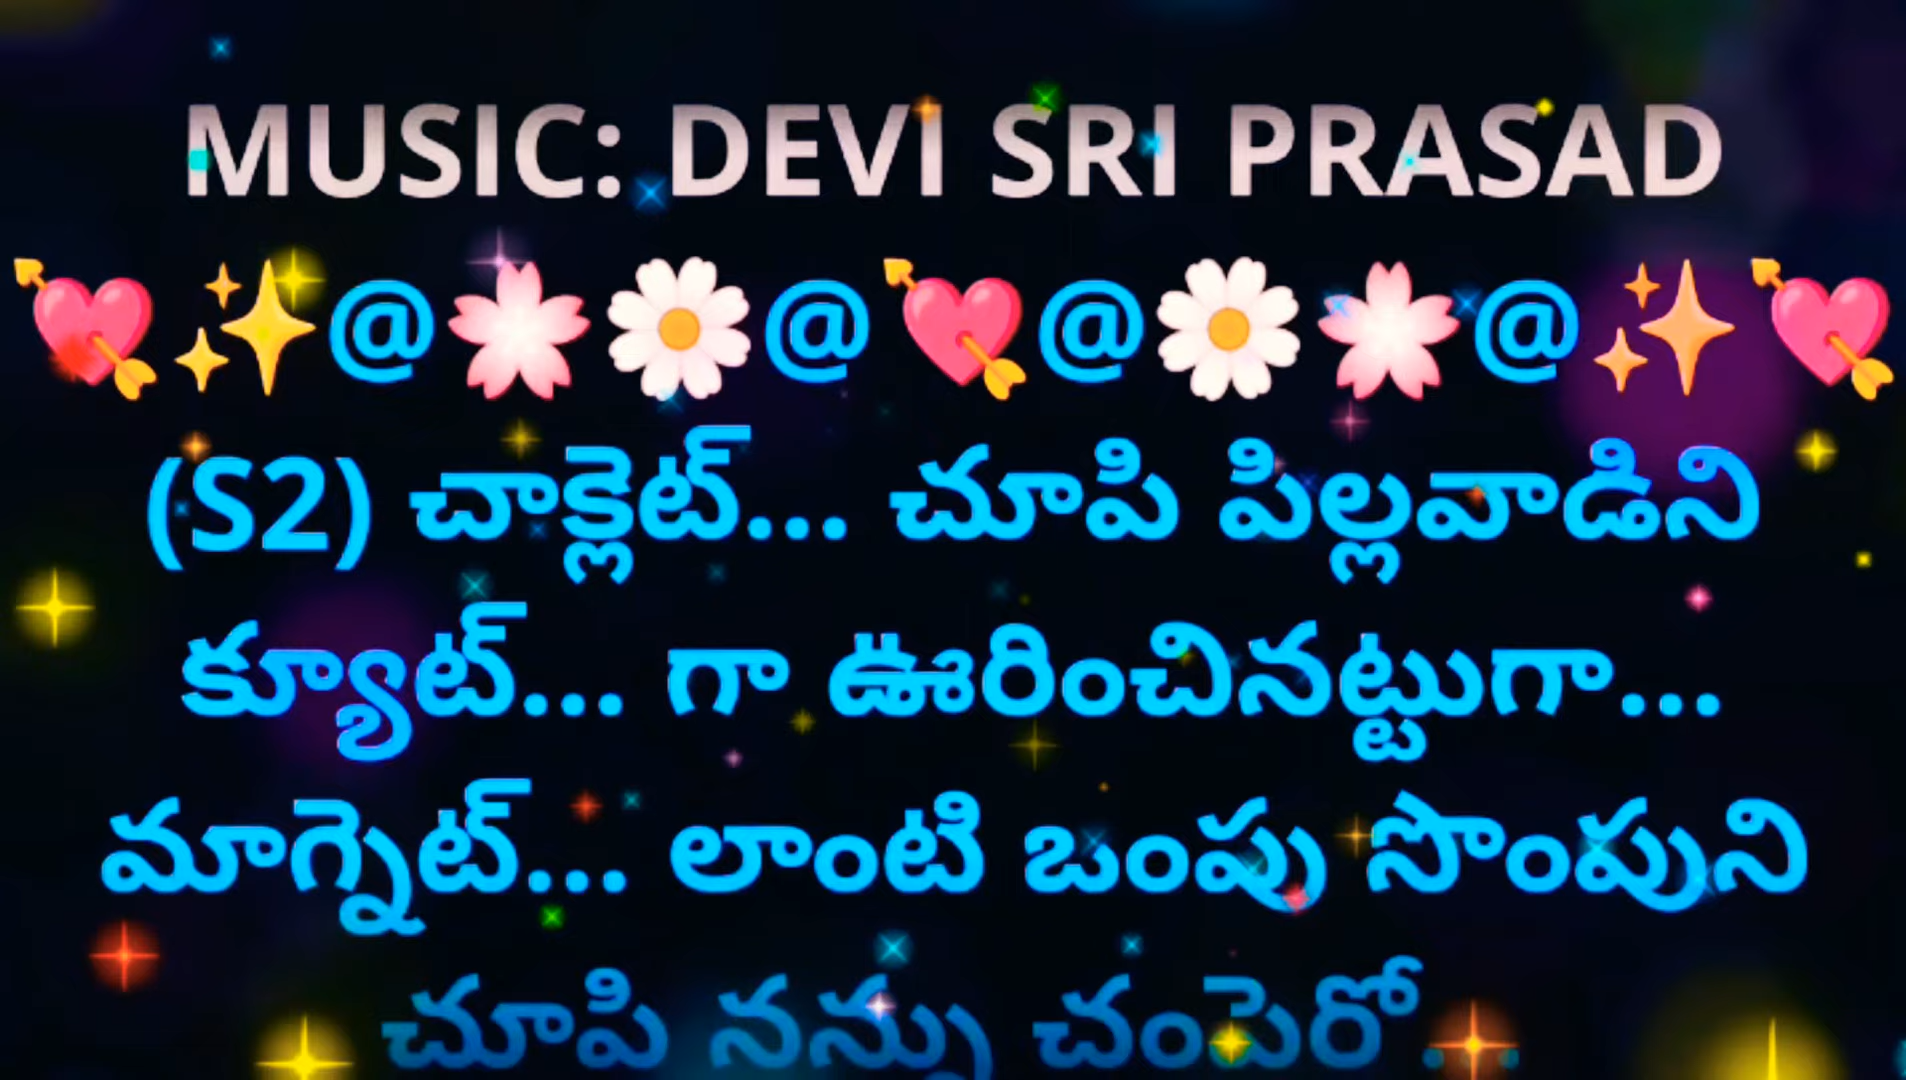 MUSIC: DEVI SRI PRASAD
💘✨@🌸🌼@💘@🌼🌸@✨💘
(S2) చాక్లెట్... చూపి పిల్లవాడిని
క్యూట్... గా ఊరించినట్టుగా...
మాగ్నెట్... లాంటి ఒంపు సొంపుని
చూపి నన్ను చంపెరో...